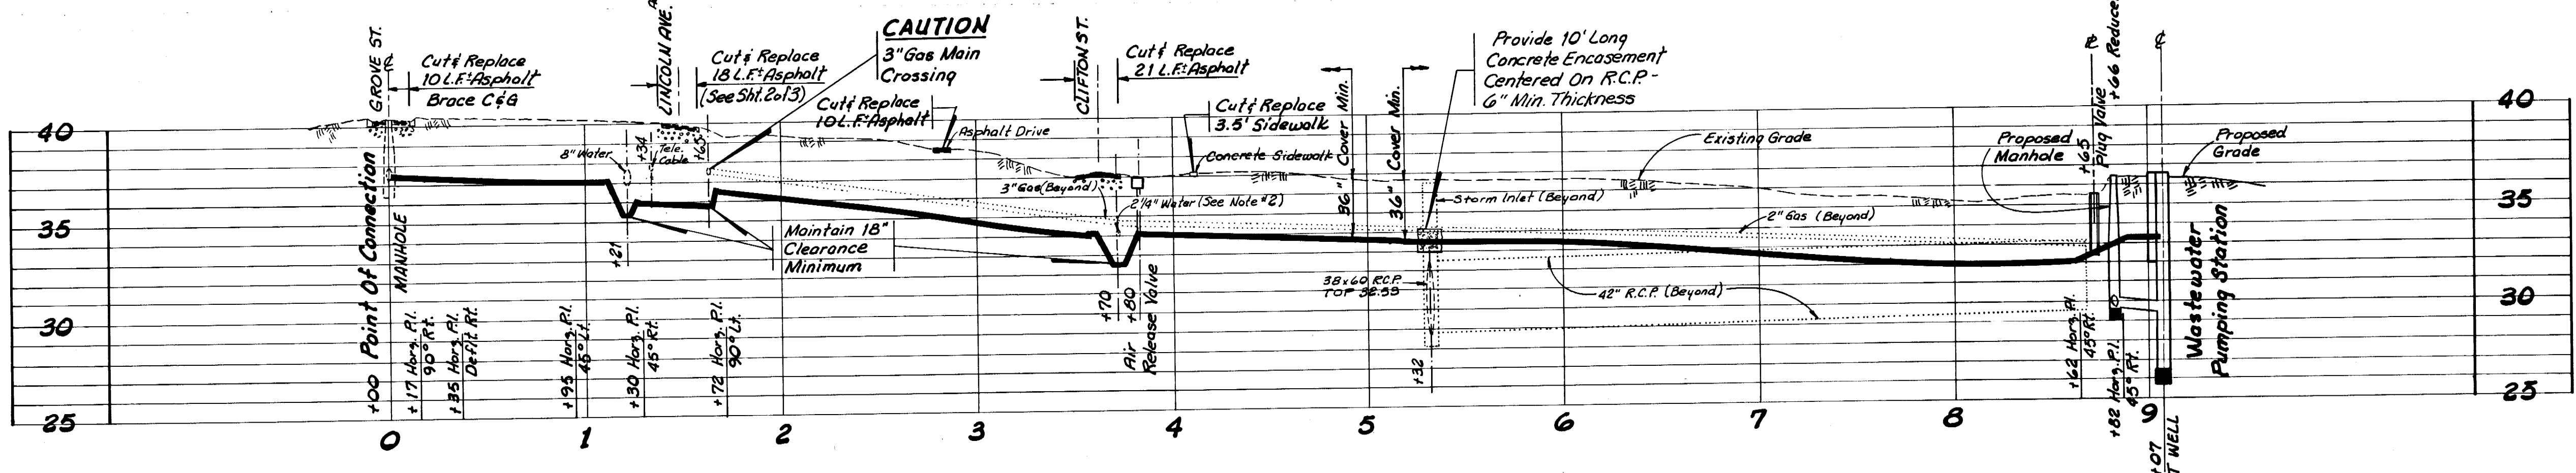 GROVE ST.
℄
Cut & Replace
10 L.F.± Asphalt
Brace C & G
LINCOLN AVE.
Cut & Replace
18 L.F.± Asphalt
(See Sht. 2 of 3)
CAUTION
3" Gas Main
Crossing
Cut & Replace
10 L.F.± Asphalt
Asphalt Drive
CLIFTON ST.
Cut & Replace
21 L.F.± Asphalt
Cut & Replace
3.5' Sidewalk
Concrete Sidewalk
36" Cover Min.
36" Cover Min.
Provide 10' Long
Concrete Encasement
Centered On R.C.P. -
6" Min. Thickness
Existing Grade
Proposed
Manhole
+65
Plug Valve
+66 Reducer
℄
℄
Proposed
Grade
40
35
30
25
40
35
30
25
8" Water
+34
Tele.
Cable
+65
+21
3" Gas (Beyond)
2 1/4" Water (See Note #2)
Maintain 18"
Clearance
Minimum
+70
+80
Air
Release Valve
Storm Inlet (Beyond)
2" Gas (Beyond)
38x60 R.C.P.
42" R.C.P. (Beyond)
+32
+00 Point Of Connection
MANHOLE
+17 Horz. P.I.
90° Rt.
+35 Horz. P.I.
Deflt. Rt.
+95 Horz. P.I.
45° Lt.
+30 Horz. P.I.
45° Rt.
+72 Horz. P.I.
90° Lt.
+62 Horz. P.I.
45° Rt.
+82 Horz. P.I.
45° Rt.
Wastewater
Pumping Station
+07
T WELL
0 1 2 3 4 5 6 7 8 9